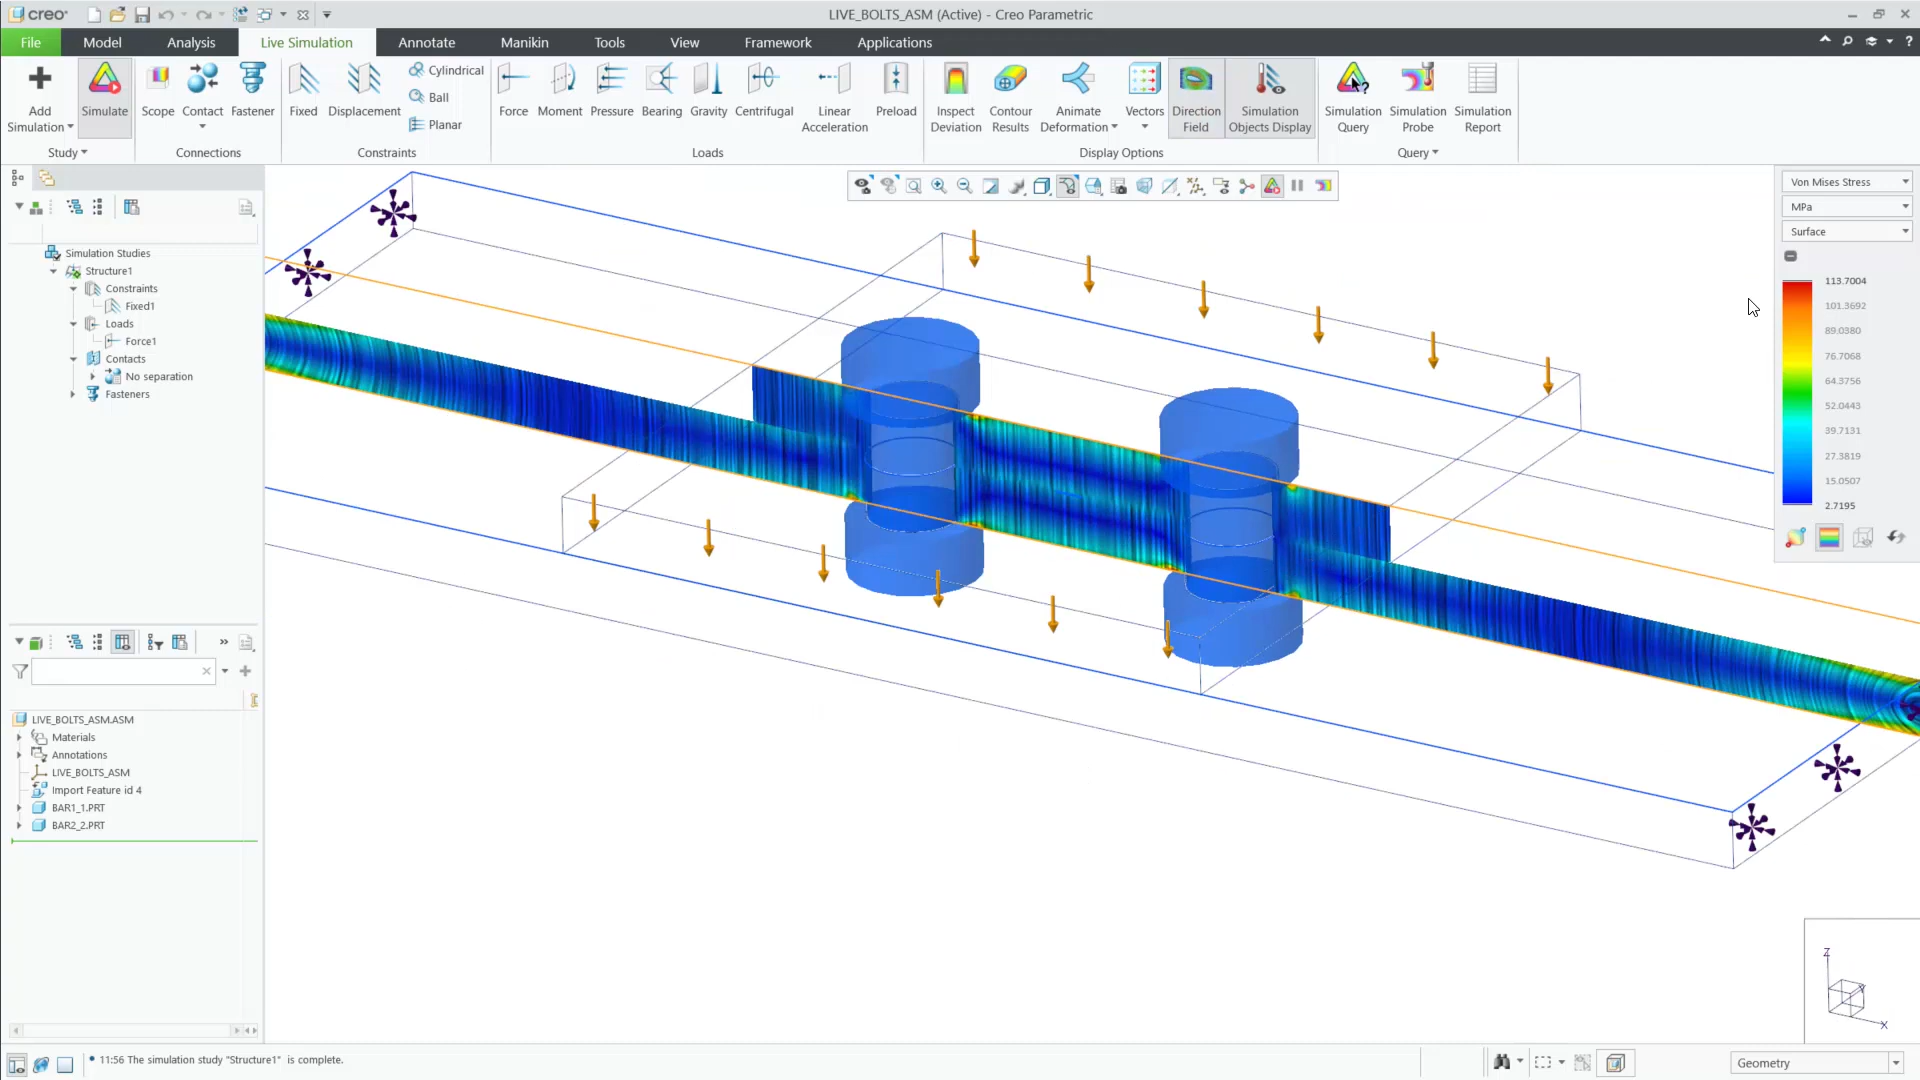 creo
LIVE_BOLTS_ASM (Active) - Creo Parametric
File Model Analysis Live Simulation Annotate Manikin Tools View Framework Applications
Add Simulation
Simulate
Scope
Contact
Fastener
Fixed
Displacement
Cylindrical
Ball
Planar
Force
Moment
Pressure
Bearing
Gravity
Centrifugal
Linear Acceleration
Preload
Inspect Deviation
Contour Results
Animate Deformation
Vectors
Direction Field
Simulation Objects Display
Simulation Query
Simulation Probe
Simulation Report
Study Connections Constraints Loads Display Options Query
Simulation Studies
Structure1
Constraints
Fixed1
Loads
Force1
Contacts
No separation
Fasteners
LIVE_BOLTS_ASM.ASM
Materials
Annotations
LIVE_BOLTS_ASM
Import Feature id 4
BAR1_1.PRT
BAR2_2.PRT
Von Mises Stress
MPa
Surface
113.7004
101.3692
89.0380
76.7068
64.3756
52.0443
39.7131
27.3819
15.0507
2.7195
Z
Y
X
11:56 The simulation study "Structure1" is complete.
Geometry